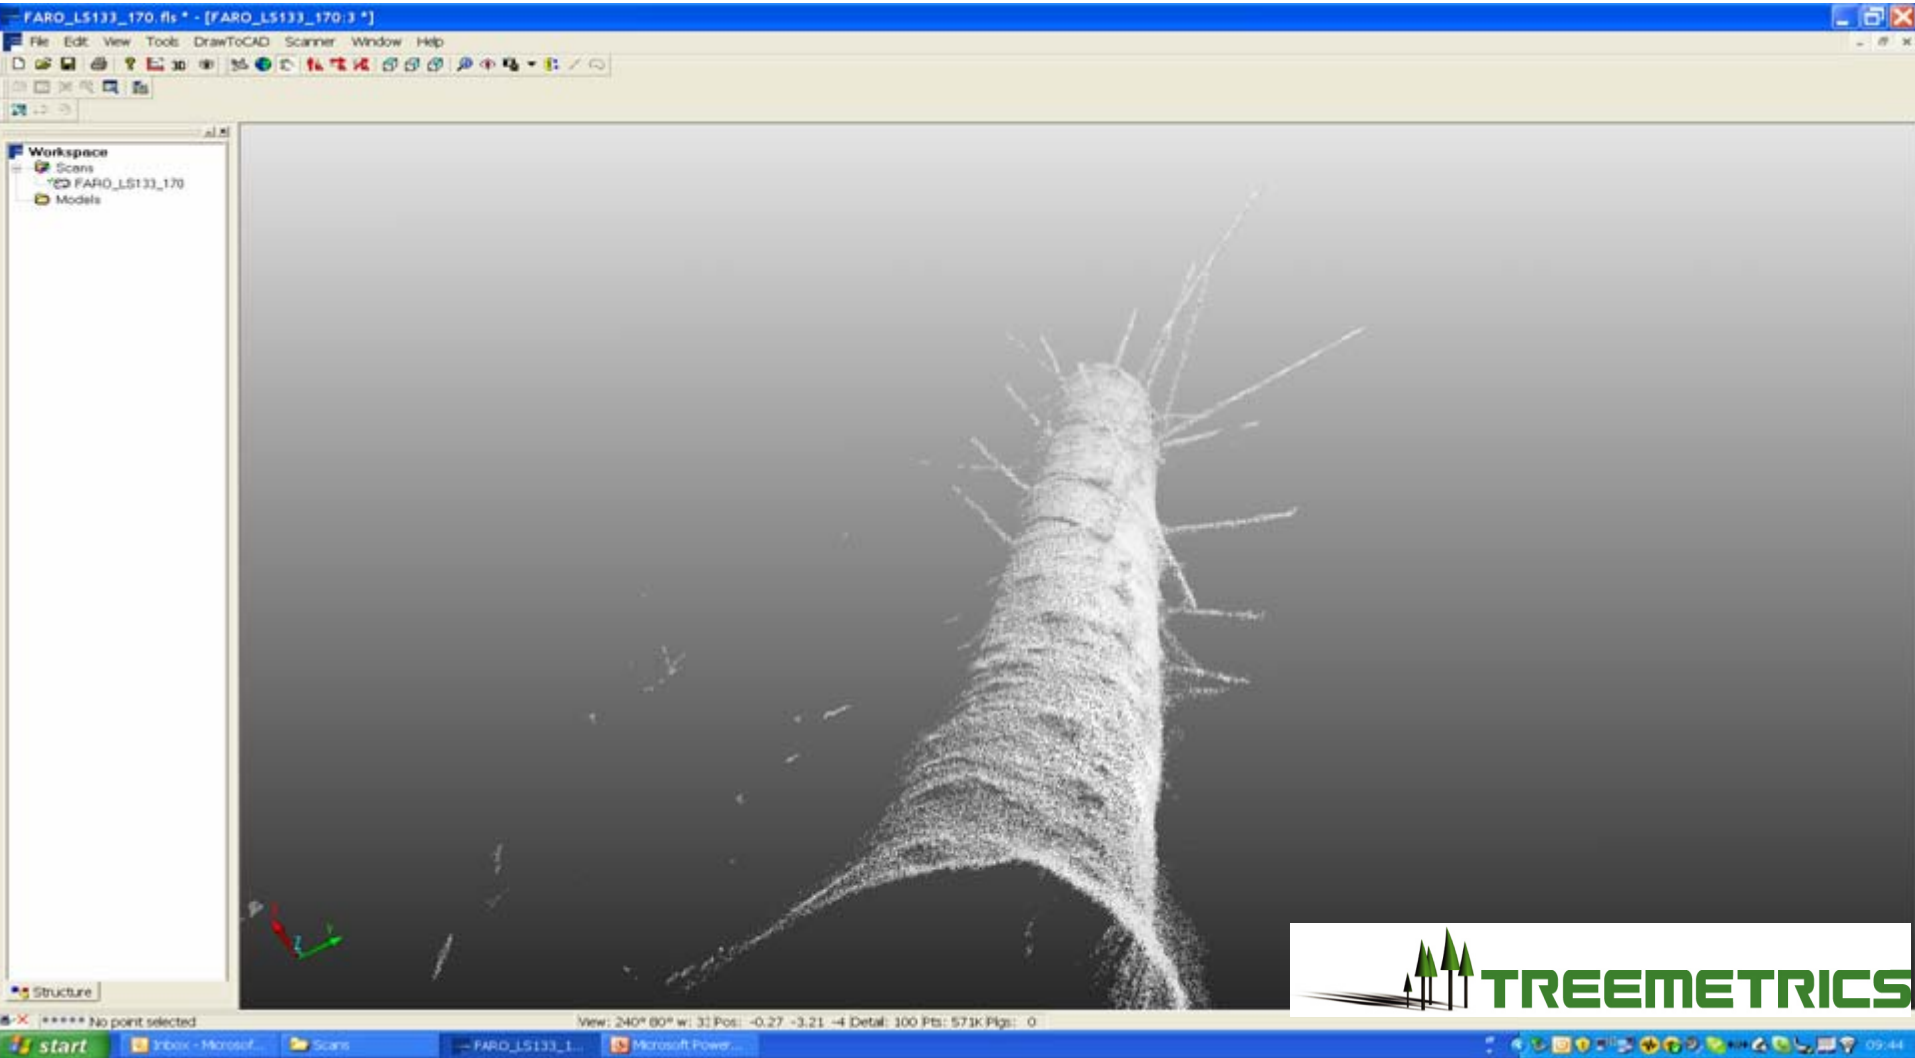 FARO_LS133_170.fls * - [FARO_LS133_170:3 *]
File Edit View Tools DrawToCAD Scanner Window Help
3D
Workspace
Scans
FARO_LS133_170
Models
Z
Y
TREEMETRICS
Structure
***** No point selected
View: 240° 80° w: 33 Pos: -0.27 -3.21 -4 Detail: 100 Pts: 571K Plgs: 0
start Inbox - Microsof... Scans FARO_LS133_1... Microsoft Power... 09:44